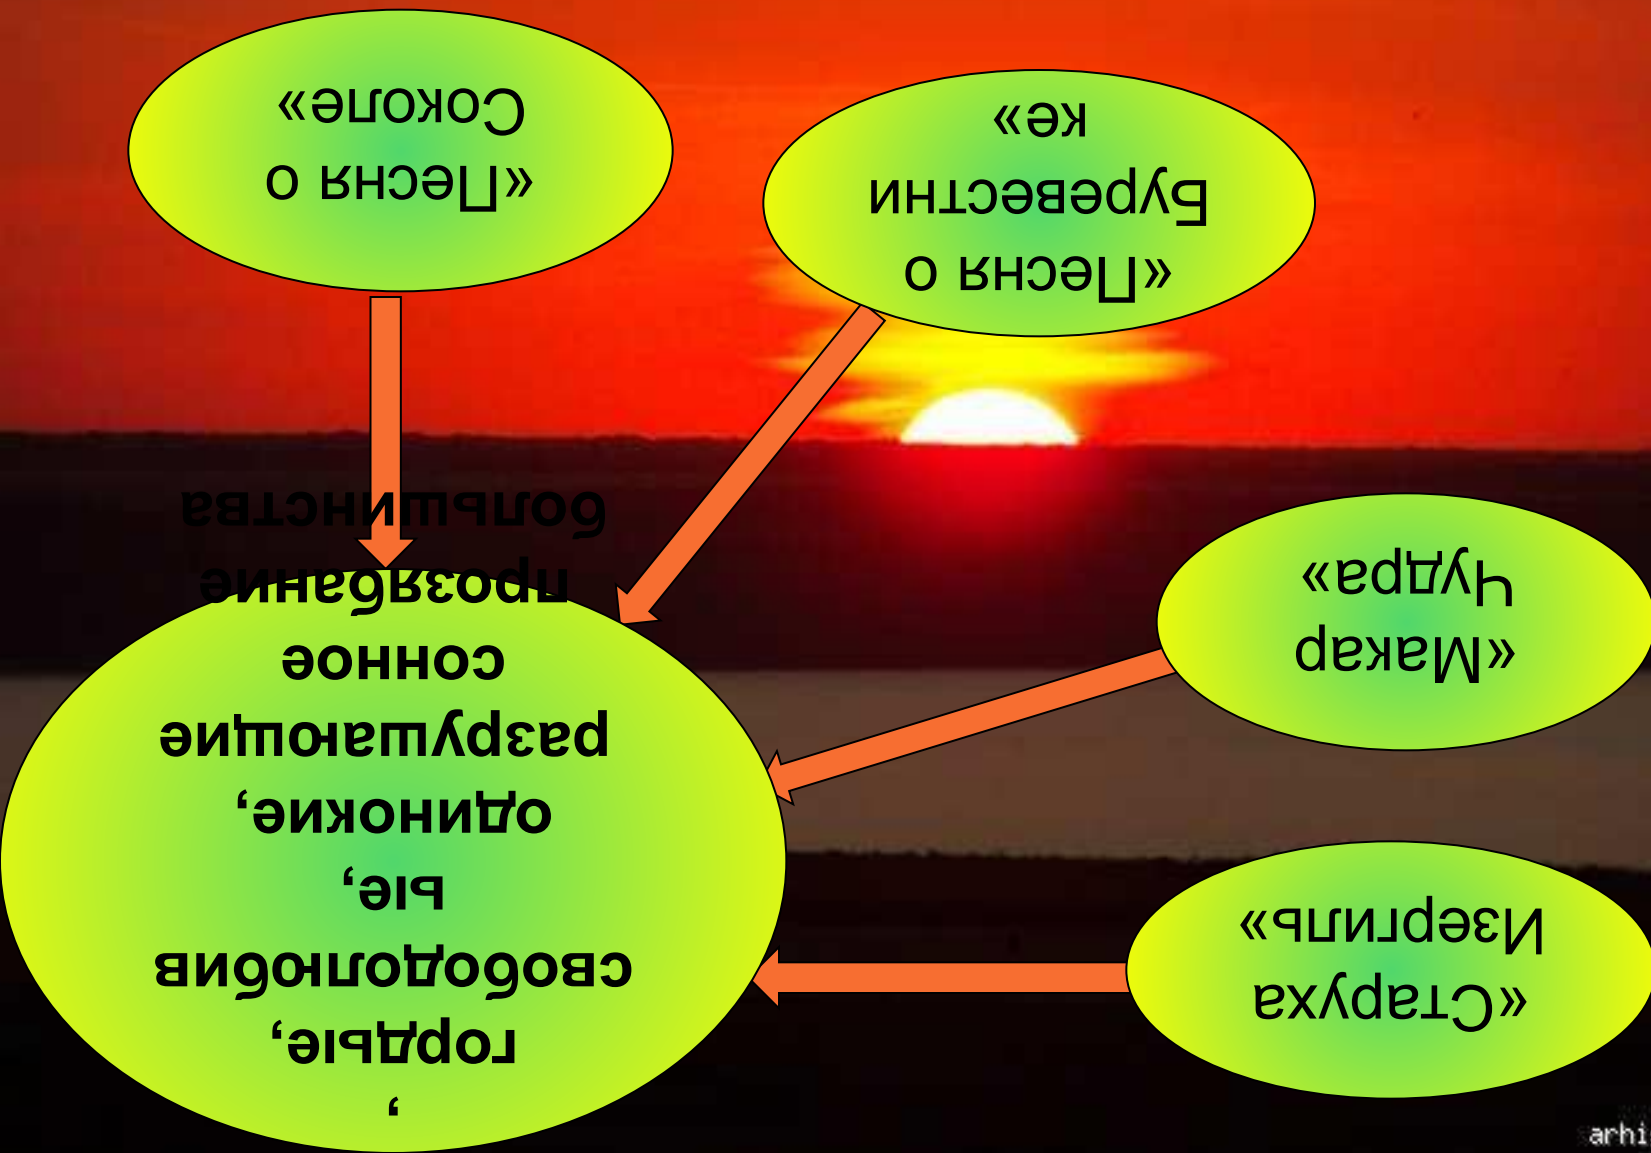 «Песня о
Соколе»
«Песня о
Буревестни
ке»
«Макар
Чудра»
«Старуха
Изергиль»
,
гордые,
свободолюбив
ые,
одинокие,
разрушающие
сонное
прозябание
большинства
arhi